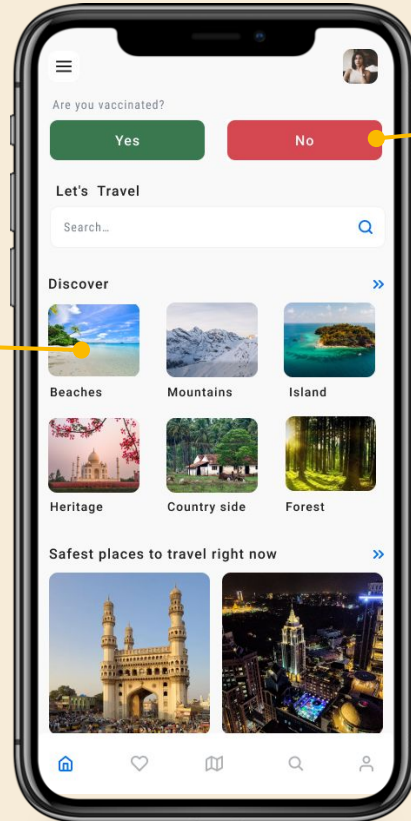 Are you vaccinated?
Yes No
Let's Travel
Search...
Discover
Beaches Mountains Island
Heritage Country side Forest
Safest places to travel right now